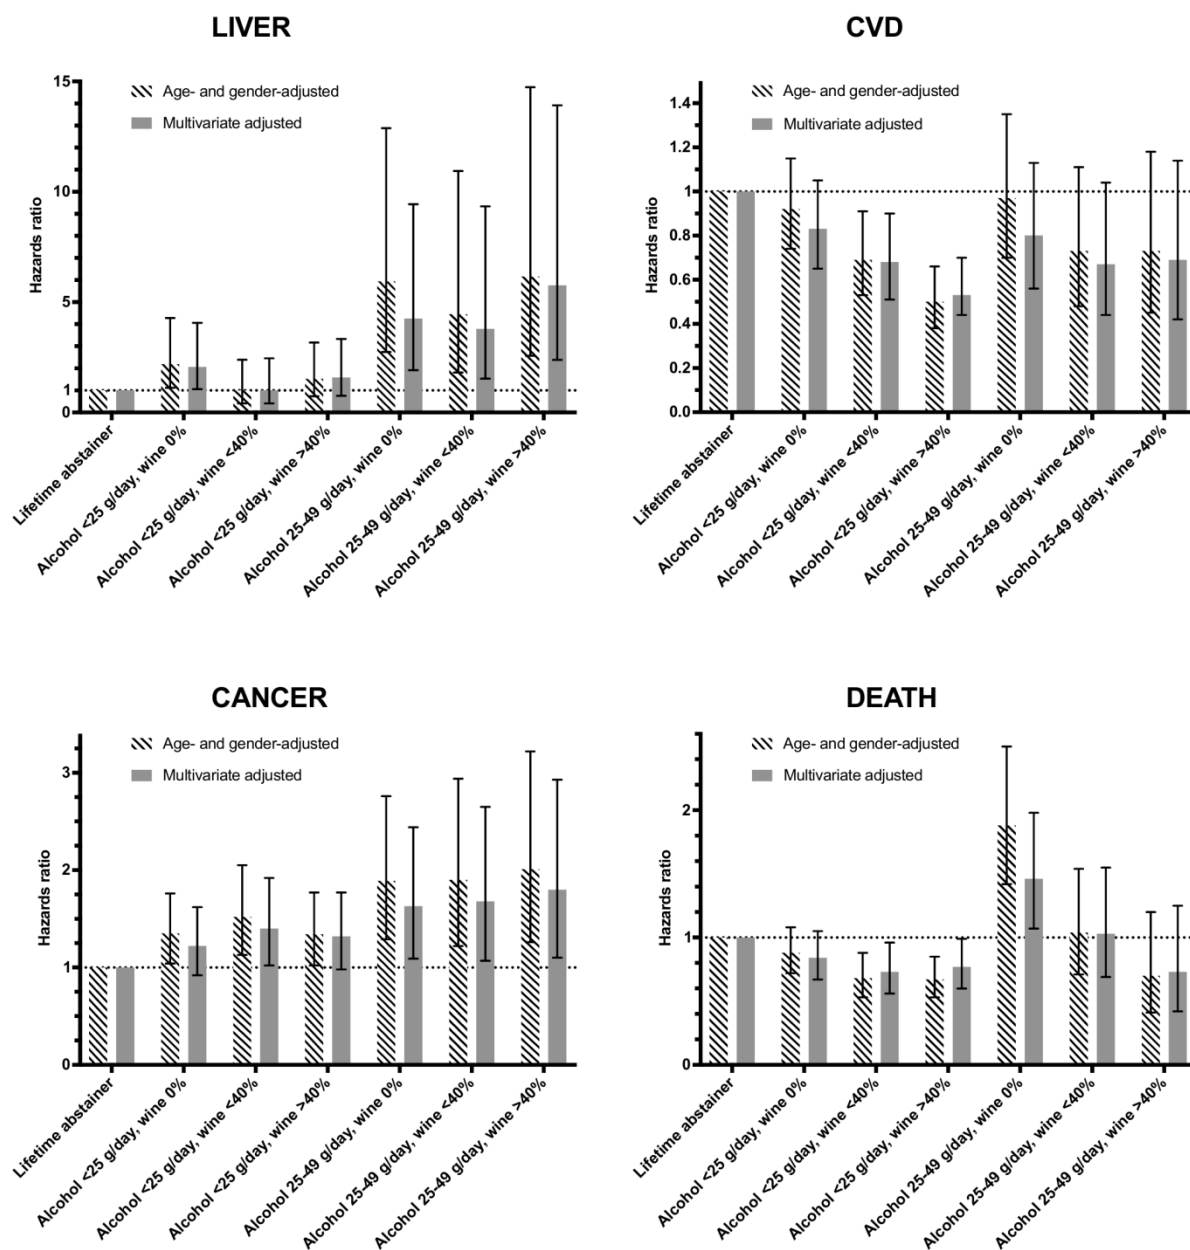 LIVER
Hazards ratio
15
10
5
1
0
Age- and gender-adjusted
Multivariate adjusted
Lifetime abstainer
Alcohol <25 g/day, wine 0%
Alcohol <25 g/day, wine <40%
Alcohol <25 g/day, wine >40%
Alcohol 25-49 g/day, wine 0%
Alcohol 25-49 g/day, wine <40%
Alcohol 25-49 g/day, wine >40%
CVD
Hazards ratio
1.4
1.2
1
0.8
0.6
0.4
0.2
0.0
Age- and gender-adjusted
Multivariate adjusted
Lifetime abstainer
Alcohol <25 g/day, wine 0%
Alcohol <25 g/day, wine <40%
Alcohol <25 g/day, wine >40%
Alcohol 25-49 g/day, wine 0%
Alcohol 25-49 g/day, wine <40%
Alcohol 25-49 g/day, wine >40%
CANCER
Hazards ratio
3
2
1
0
Age- and gender-adjusted
Multivariate adjusted
Lifetime abstainer
Alcohol <25 g/day, wine 0%
Alcohol <25 g/day, wine <40%
Alcohol <25 g/day, wine >40%
Alcohol 25-49 g/day, wine 0%
Alcohol 25-49 g/day, wine <40%
Alcohol 25-49 g/day, wine >40%
DEATH
Hazards ratio
2
1
0
Age- and gender-adjusted
Multivariate adjusted
Lifetime abstainer
Alcohol <25 g/day, wine 0%
Alcohol <25 g/day, wine <40%
Alcohol <25 g/day, wine >40%
Alcohol 25-49 g/day, wine 0%
Alcohol 25-49 g/day, wine <40%
Alcohol 25-49 g/day, wine >40%